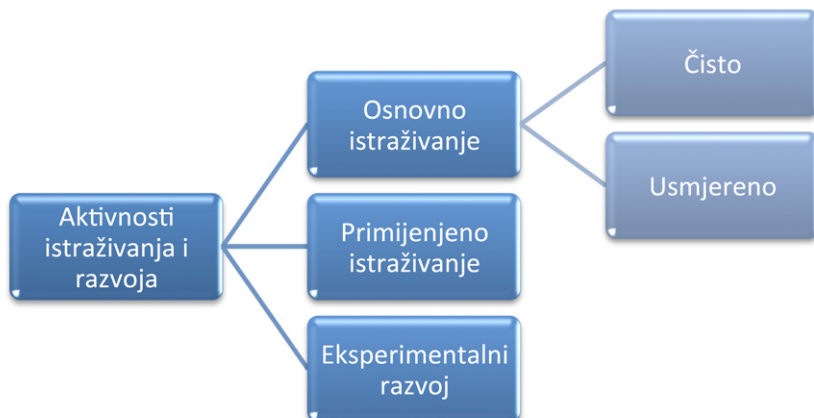 Aktivnosti
istraživanja i
razvoja
Osnovno
istraživanje
Čisto
Usmjereno
Primijenjeno
istraživanje
Eksperimentalni
razvoj